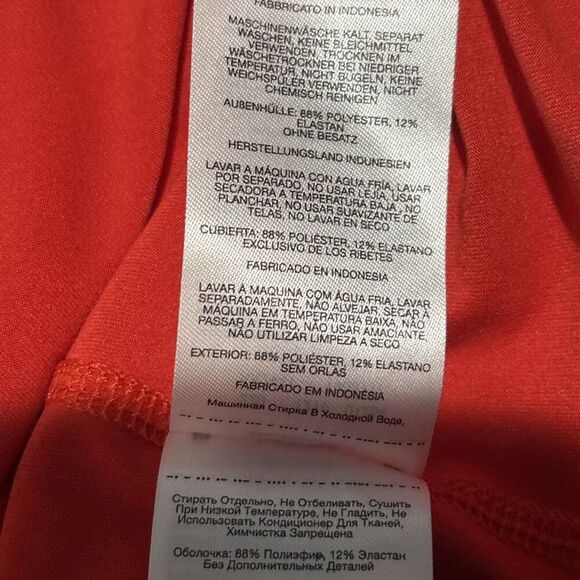 FABBRICATO IN INDONESIA
MASCHINENWÄSCHE KALT, SEPARAT
WASCHEN, KEINE BLEICHMITTEL
VERWENDEN, TROCKNEN IM
WÄSCHETROCKNER BEI NIEDRIGER
TEMPERATUR, NICHT BÜGELN, KEINE
WEICHSPÜLER VERWENDEN, NICHT
CHEMISCH REINIGEN
AUßENHÜLLE: 88% POLYESTER, 12%
ELASTAN
OHNE BESATZ
HERSTELLUNGSLAND INDONESIEN
LAVAR A MÁQUINA CON AGUA FRÍA, LAVAR
POR SEPARADO, NO USAR LEJÍA, USAR
SECADORA A TEMPERATURA BAJA , NO
PLANCHAR, NO USAR SUAVIZANTE DE
TELAS, NO LAVAR EN SECO
CUBIERTA: 88% POLIÉSTER, 12% ELASTANO
EXCLUSIVO DE LOS RIBETES
FABRICADO EN INDONESIA
LAVAR À MAQUINA COM ÁGUA FRIA, LAVAR
SEPARADAMENTE, NÃO ALVEJAR, SECAR À
MÁQUINA EM TEMPERATURA BAIXA, NÃO
PASSAR A FERRO, NÃO USAR AMACIANTE,
NÃO UTILIZAR LIMPEZA A SECO
EXTERIOR: 88% POLIÉSTER, 12% ELASTANO
SEM ORLAS
FABRICADO EM INDONÉSIA
Машинная Стирка В Холодной Воде,
Стирать Отдельно, Не Отбеливать, Сушить
При Низкой Температуре, Не Гладить, Не
Использовать Кондиционер Для Тканей,
Химчистка Запрещена
Оболочка: 88% Полиэфир, 12% Эластан
Без Дополнительных Деталей